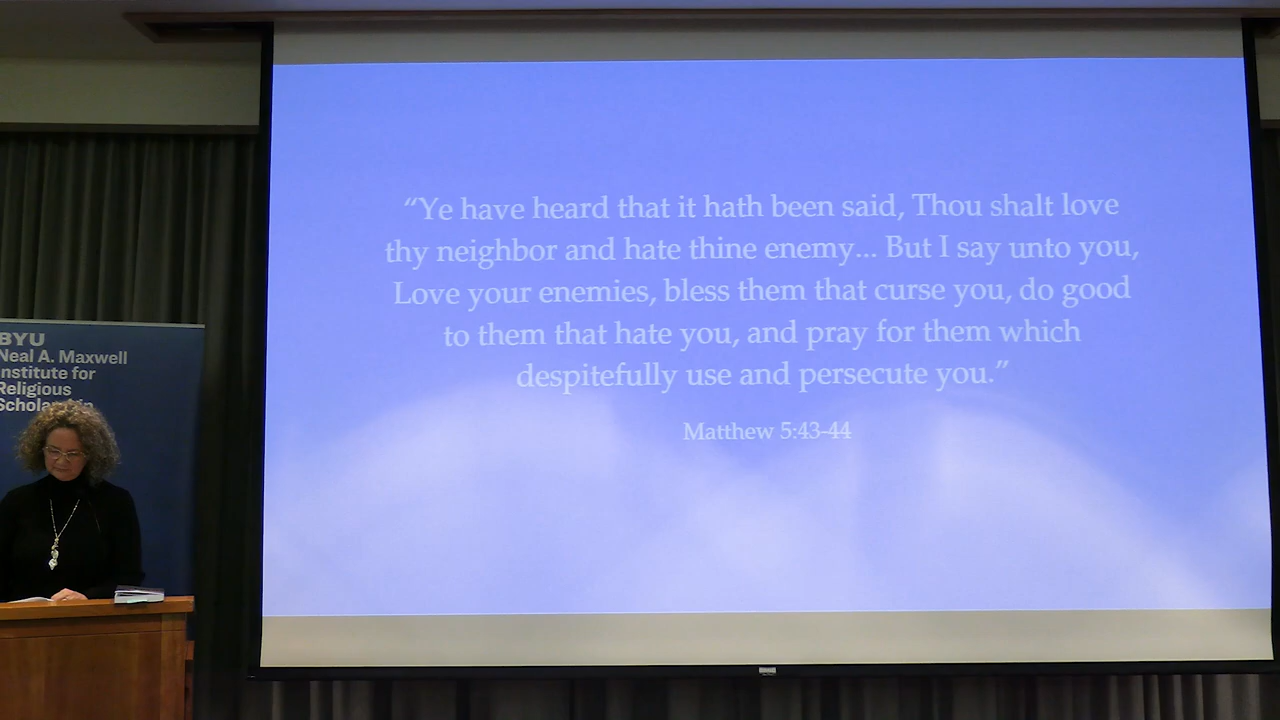 “Ye have heard that it hath been said, Thou shalt love
thy neighbor and hate thine enemy... But I say unto you,
Love your enemies, bless them that curse you, do good
to them that hate you, and pray for them which
despitefully use and persecute you.”
Matthew 5:43-44
BYU
Neal A. Maxwell
Institute for
Religious